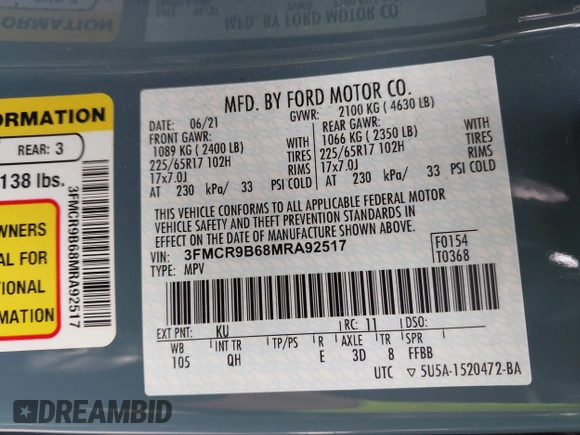 FORD MOTOR CO.
ORMATION
REAR: 3
138 lbs.
WNERS
AL FOR
TIONAL
RMATION
3FMCR9B68MRA92517
MFD. BY FORD MOTOR CO.
DATE: 06/21 GVWR: 2100 KG ( 4630 LB)
FRONT GAWR: REAR GAWR:
1089 KG ( 2400 LB) WITH 1066 KG ( 2350 LB) WITH
225/65R17 102H TIRES 225/65R17 102H TIRES
17x7.0J RIMS 17x7.0J RIMS
AT 230 kPa/ 33 PSI COLD AT 230 kPa/ 33 PSI COLD
THIS VEHICLE CONFORMS TO ALL APPLICABLE FEDERAL MOTOR
VEHICLE SAFETY AND THEFT PREVENTION STANDARDS IN
EFFECT ON THE DATE OF MANUFACTURE SHOWN ABOVE.
VIN: 3FMCR9B68MRA92517
TYPE: MPV
F0154
T0368
EXT PNT: KU RC: 11 DSO:
WB INT TR TP/PS R AXLE TR SPR
105 QH E 3D 8 FFBB
UTC ▽5U5A-1520472-BA
DREAMBID